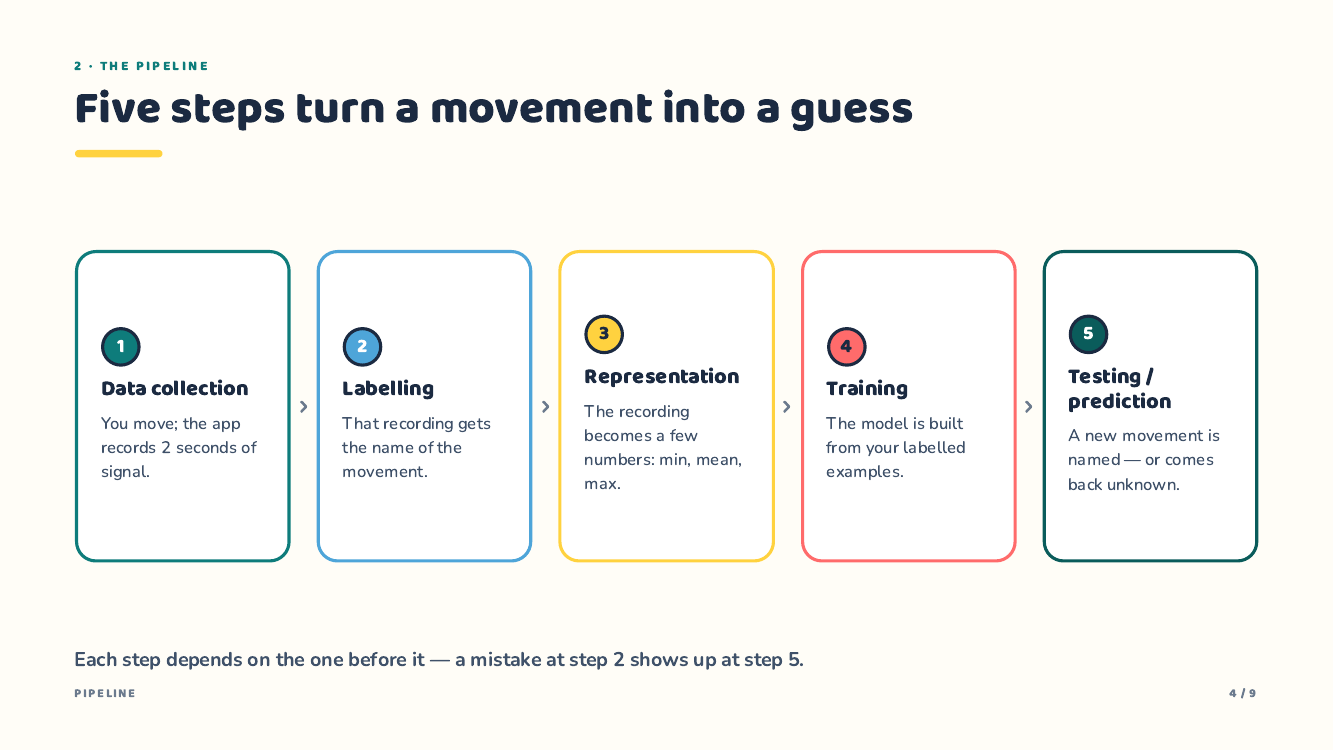 2 · THE PIPELINE
Five steps turn a movement into a guess
1
Data collection
You move; the app
records 2 seconds of
signal.
›
2
Labelling
That recording gets
the name of the
movement.
›
3
Representation
The recording
becomes a few
numbers: min, mean,
max.
›
4
Training
The model is built
from your labelled
examples.
›
5
Testing /
prediction
A new movement is
named — or comes
back unknown.
Each step depends on the one before it — a mistake at step 2 shows up at step 5.
PIPELINE
4 / 9